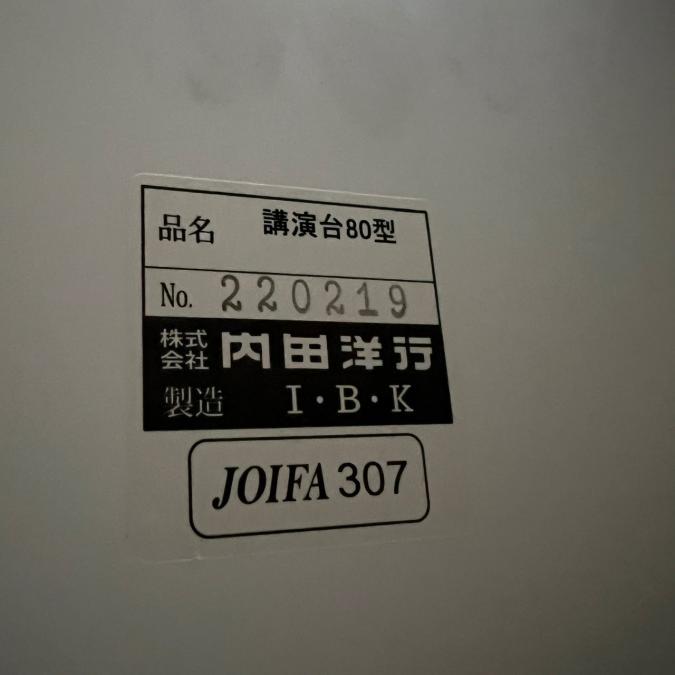 品名 講演台80型
No. 220219
株式会社 内田洋行
製造 I・B・K
JOIFA 307